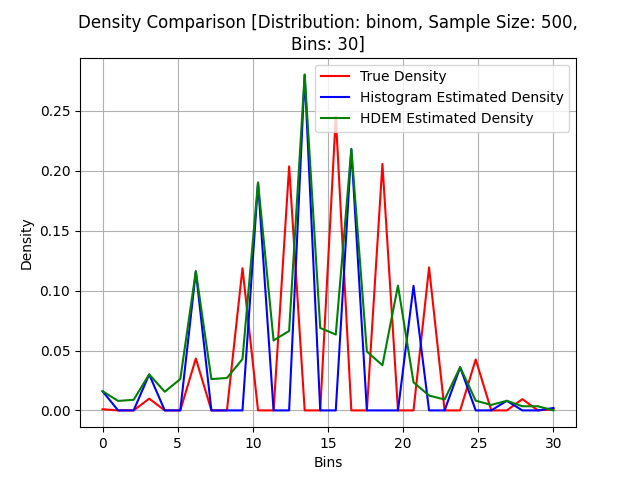 Density Comparison [Distribution: binom, Sample Size: 500,
Bins: 30]
True Density
Histogram Estimated Density
HDEM Estimated Density
Density
0.25
0.20
0.15
0.10
0.05
0.00
0 5 10 15 20 25 30
Bins